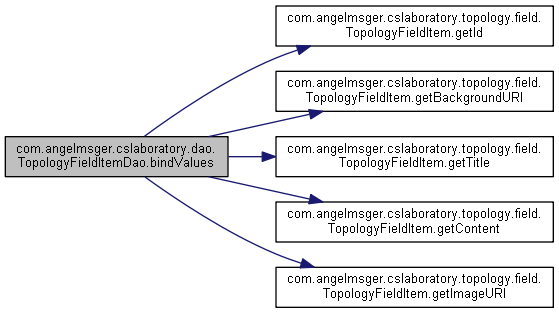 com.angelmsger.cslaboratory.topology.field.
TopologyFieldItem.getId
com.angelmsger.cslaboratory.topology.field.
TopologyFieldItem.getBackgroundURI
com.angelmsger.cslaboratory.dao.
TopologyFieldItemDao.bindValues
com.angelmsger.cslaboratory.topology.field.
TopologyFieldItem.getTitle
com.angelmsger.cslaboratory.topology.field.
TopologyFieldItem.getContent
com.angelmsger.cslaboratory.topology.field.
TopologyFieldItem.getImageURI